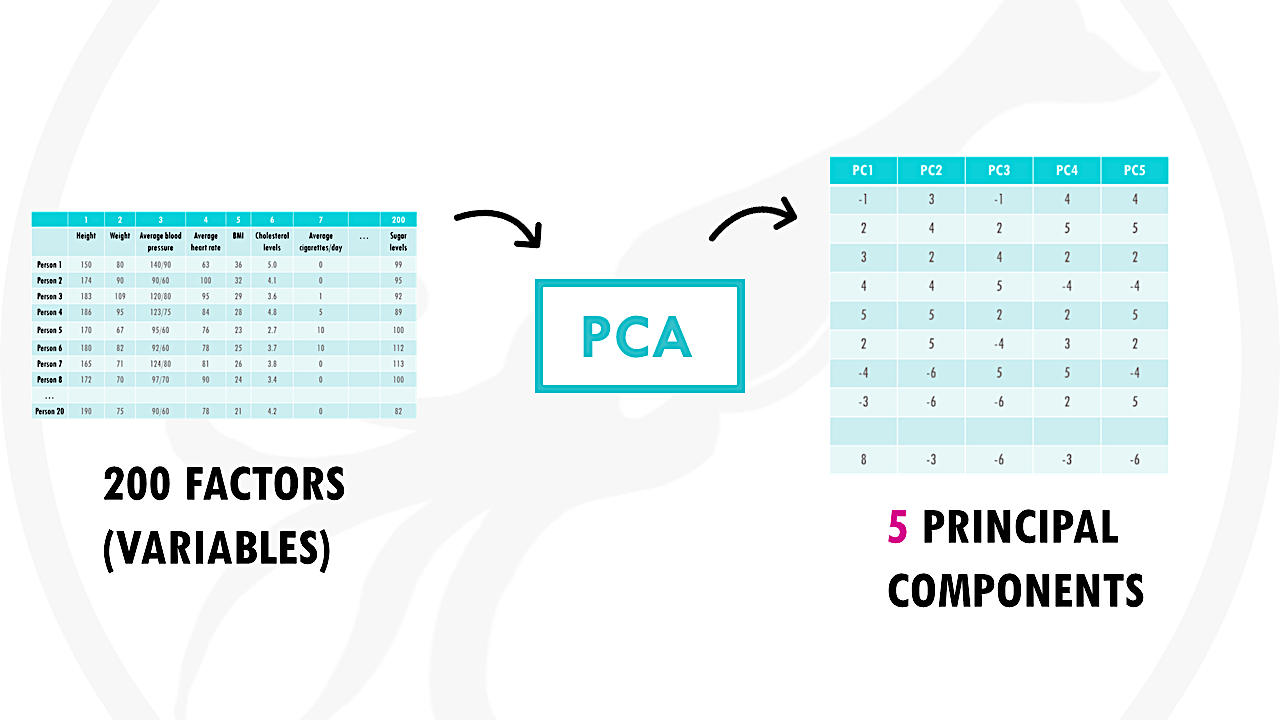 1 2 3 4 5 6 7 200
Height Weight Average blood pressure Average heart rate BMI Cholesterol levels Average cigarettes/day ... Sugar levels
Person 1 150 80 140/90 63 36 5.0 0 99
Person 2 174 90 90/60 100 32 4.1 0 95
Person 3 183 109 120/80 95 29 3.6 1 92
Person 4 186 95 123/75 84 28 4.8 5 89
Person 5 170 67 95/60 76 23 2.7 10 100
Person 6 180 82 92/60 78 25 3.7 10 112
Person 7 165 71 124/80 81 26 3.8 0 113
Person 8 172 70 97/70 90 24 3.4 0 100
...
Person 20 190 75 90/60 78 21 4.2 0 82
200 FACTORS
(VARIABLES)
PCA
PC1 PC2 PC3 PC4 PC5
-1 3 -1 4 4
2 4 2 5 5
3 2 4 2 2
4 4 5 -4 -4
5 5 2 2 5
2 5 -4 3 2
-4 -6 5 5 -4
-3 -6 -6 2 5
8 -3 -6 -3 -6
5 PRINCIPAL
COMPONENTS